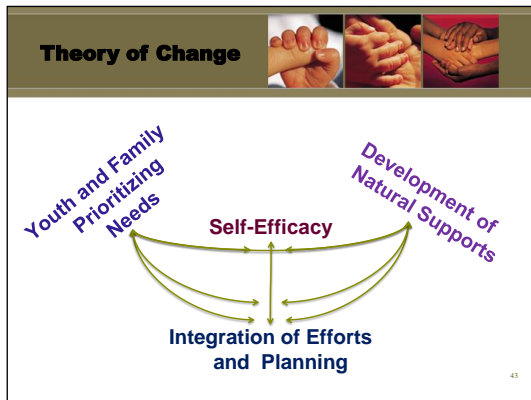 Theory of Change
Youth and Family
Prioritizing
Needs
Self-Efficacy
Development of
Natural Supports
Integration of Efforts
and Planning
43